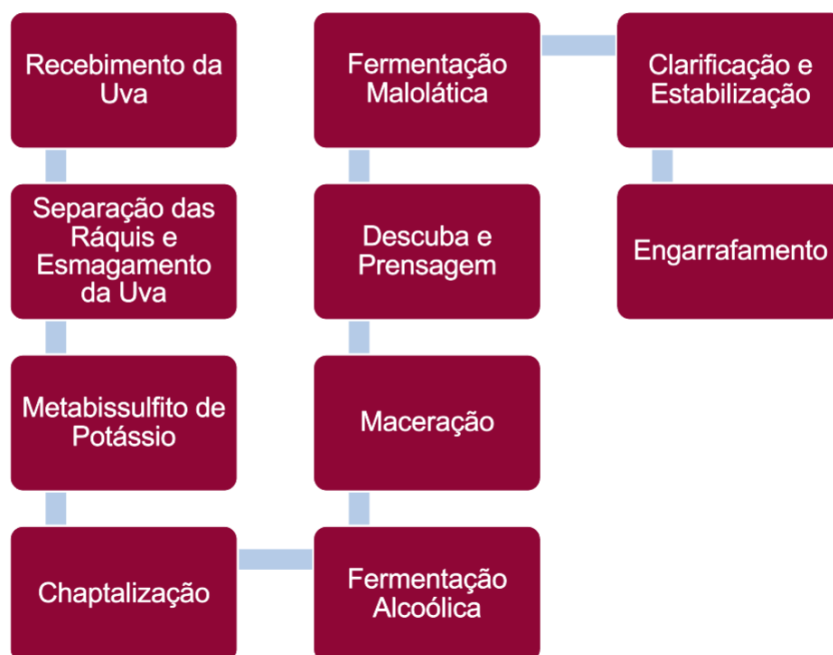 Recebimento da
Uva
Separação das
Ráquis e
Esmagamento
da Uva
Metabissulfito de
Potássio
Chaptalização
Fermentação
Alcoólica
Maceração
Descuba e
Prensagem
Fermentação
Malolática
Clarificação e
Estabilização
Engarrafamento